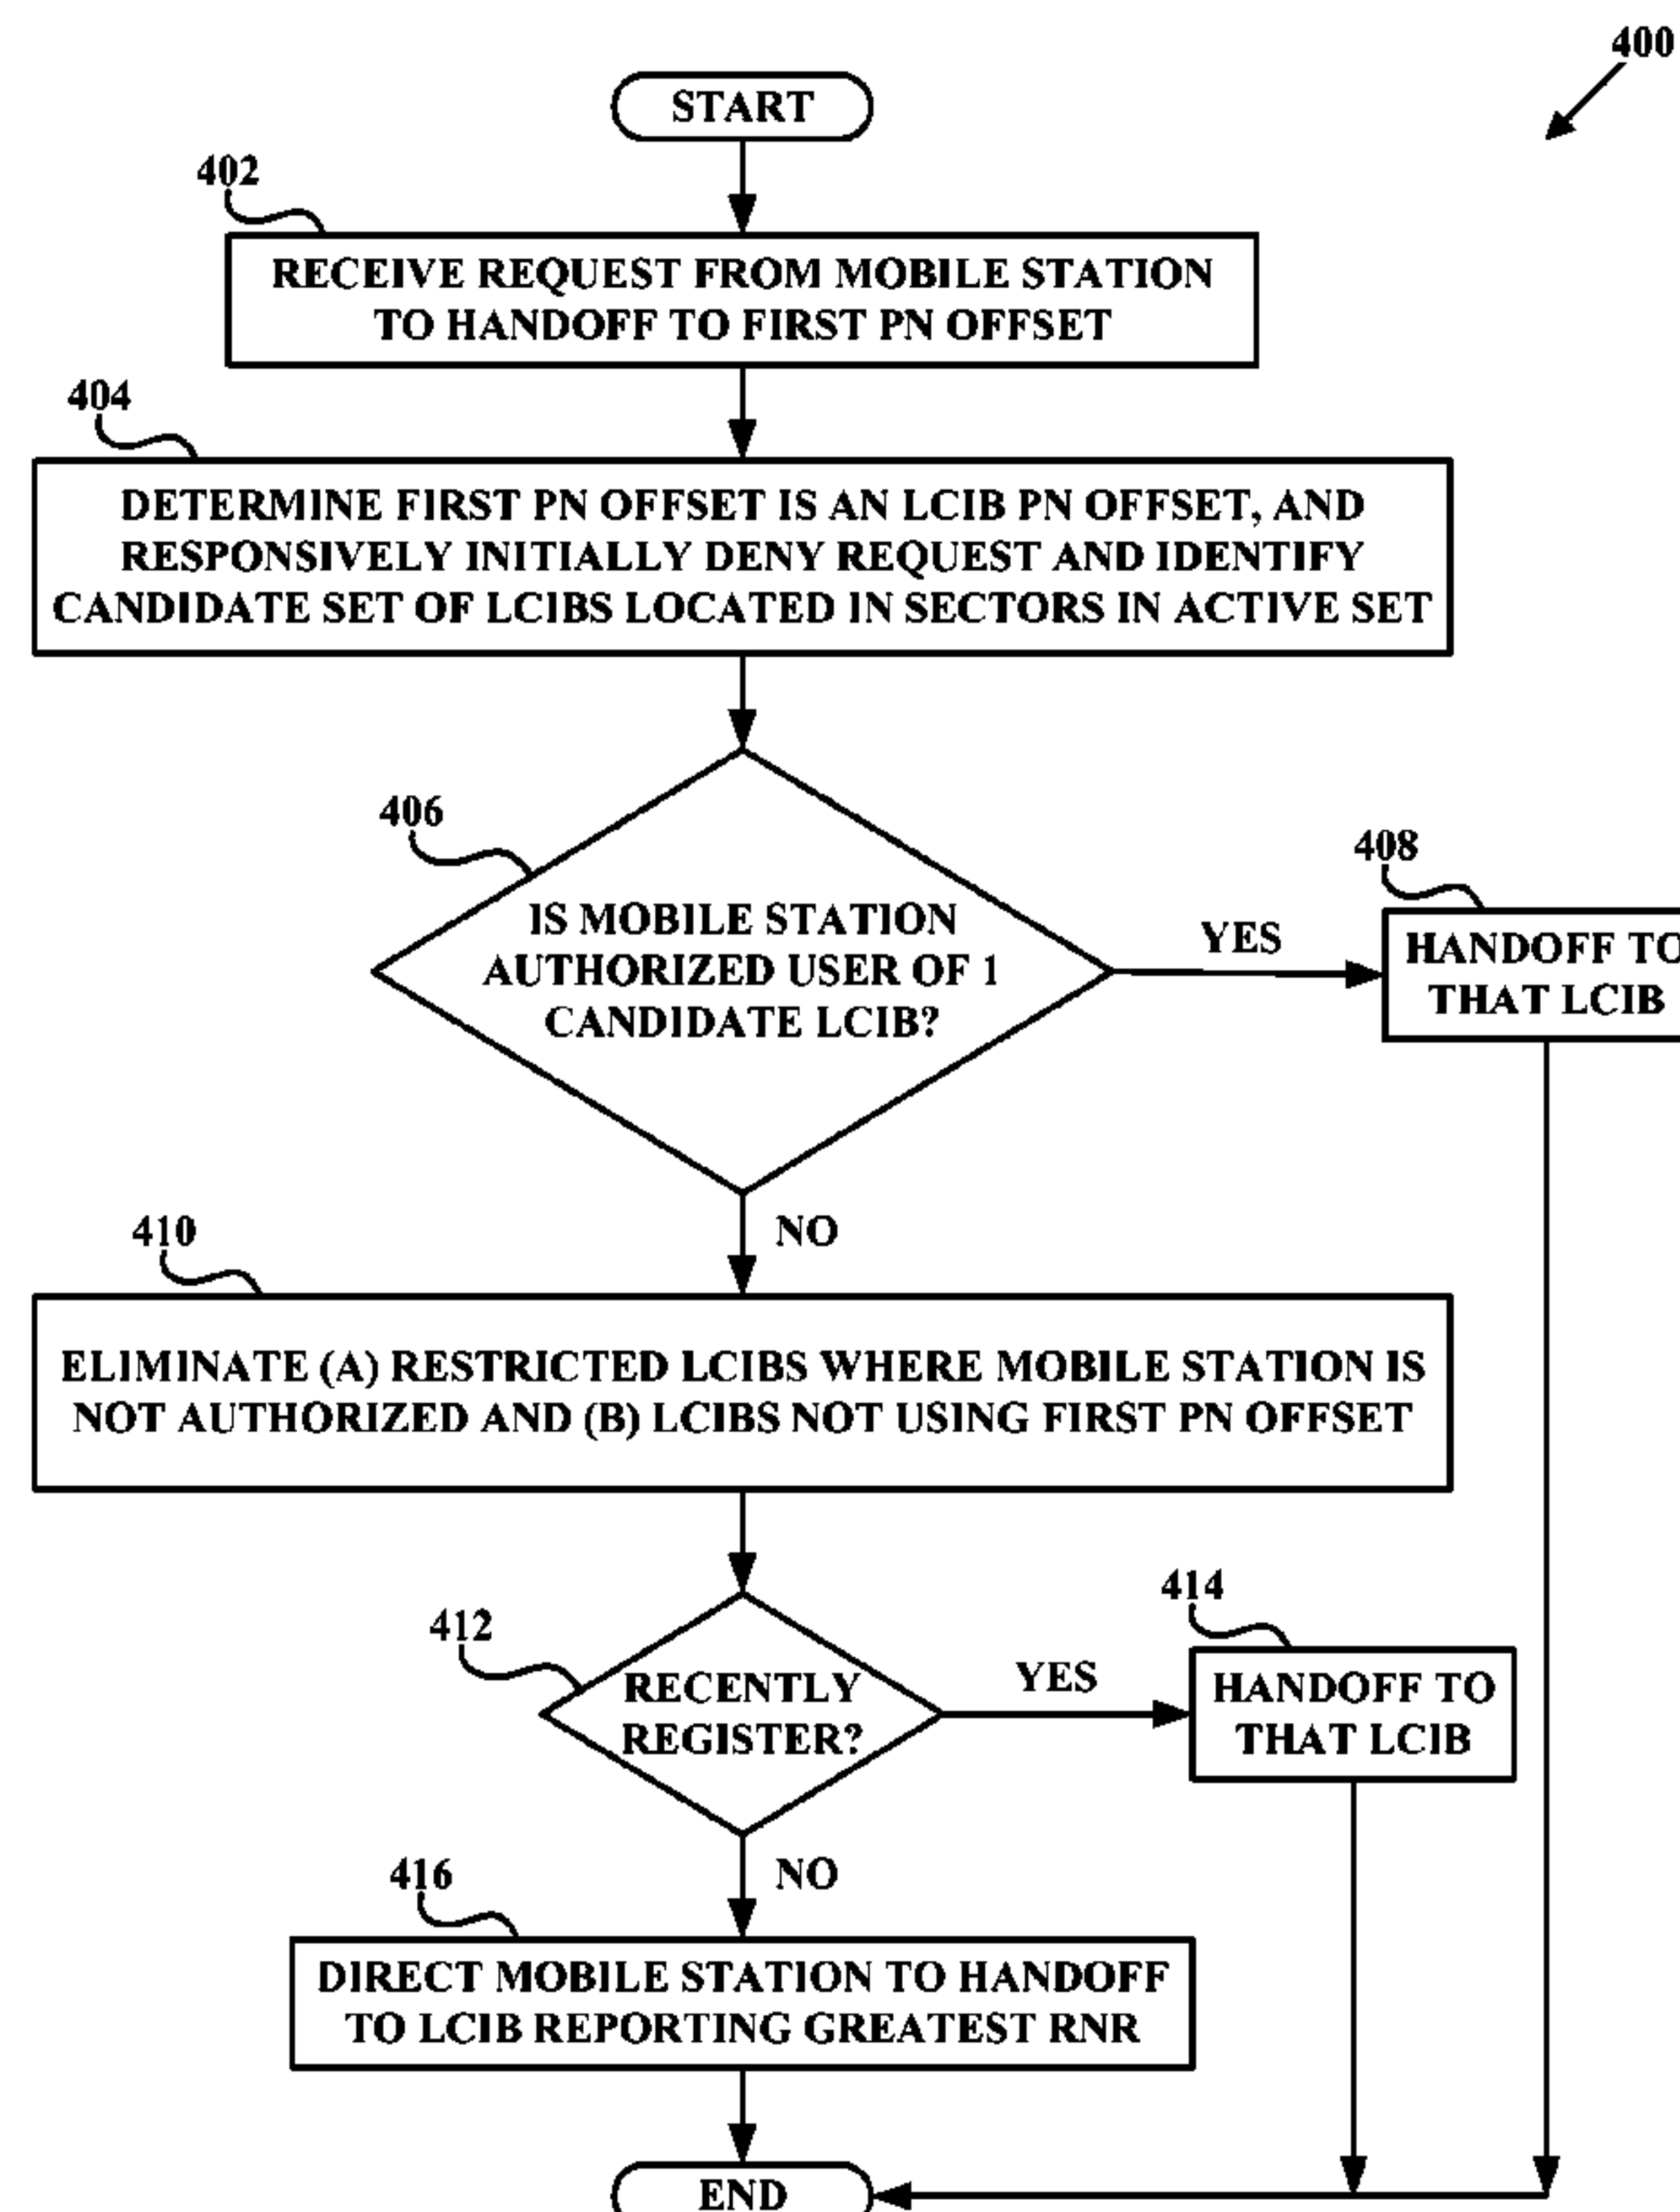 400
START
402
RECEIVE REQUEST FROM MOBILE STATION
TO HANDOFF TO FIRST PN OFFSET
404
DETERMINE FIRST PN OFFSET IS AN LCIB PN OFFSET, AND
RESPONSIVELY INITIALLY DENY REQUEST AND IDENTIFY
CANDIDATE SET OF LCIBS LOCATED IN SECTORS IN ACTIVE SET
406
IS MOBILE STATION
AUTHORIZED USER OF 1
CANDIDATE LCIB?
YES
408
HANDOFF TO
THAT LCIB
NO
410
ELIMINATE (A) RESTRICTED LCIBS WHERE MOBILE STATION IS
NOT AUTHORIZED AND (B) LCIBS NOT USING FIRST PN OFFSET
412
RECENTLY
REGISTER?
YES
414
HANDOFF TO
THAT LCIB
NO
416
DIRECT MOBILE STATION TO HANDOFF
TO LCIB REPORTING GREATEST RNR
END